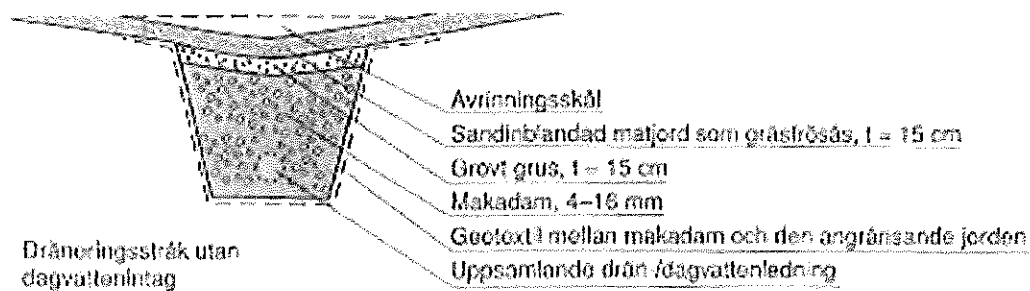 Avrinningsskål
Sandinblandad matjord som gräsfrösås, t = 15 cm
Grovt grus, t = 15 cm
Makadam, 4–16 mm
Geotextil mellan makadam och den angränsande jorden
Uppsamlande drän-/dagvattenledning
Dräneringsstråk utan
dagvattenintag